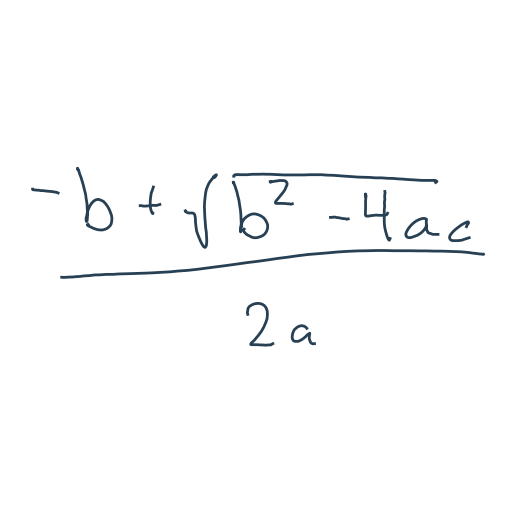 -b + √(b² - 4ac)
2a